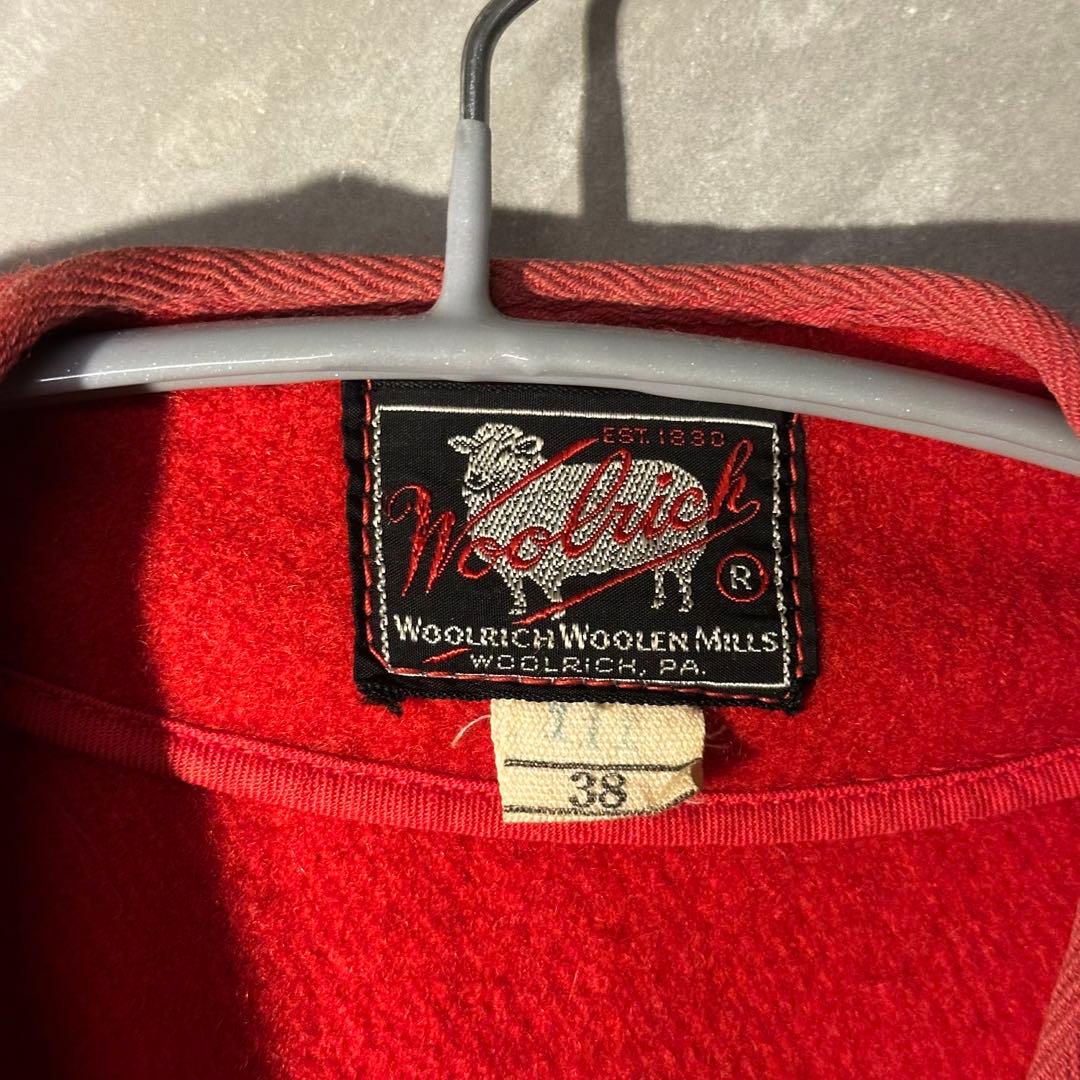 EST. 1830
Woolrich
®
WOOLRICH WOOLEN MILLS
WOOLRICH, PA.
38